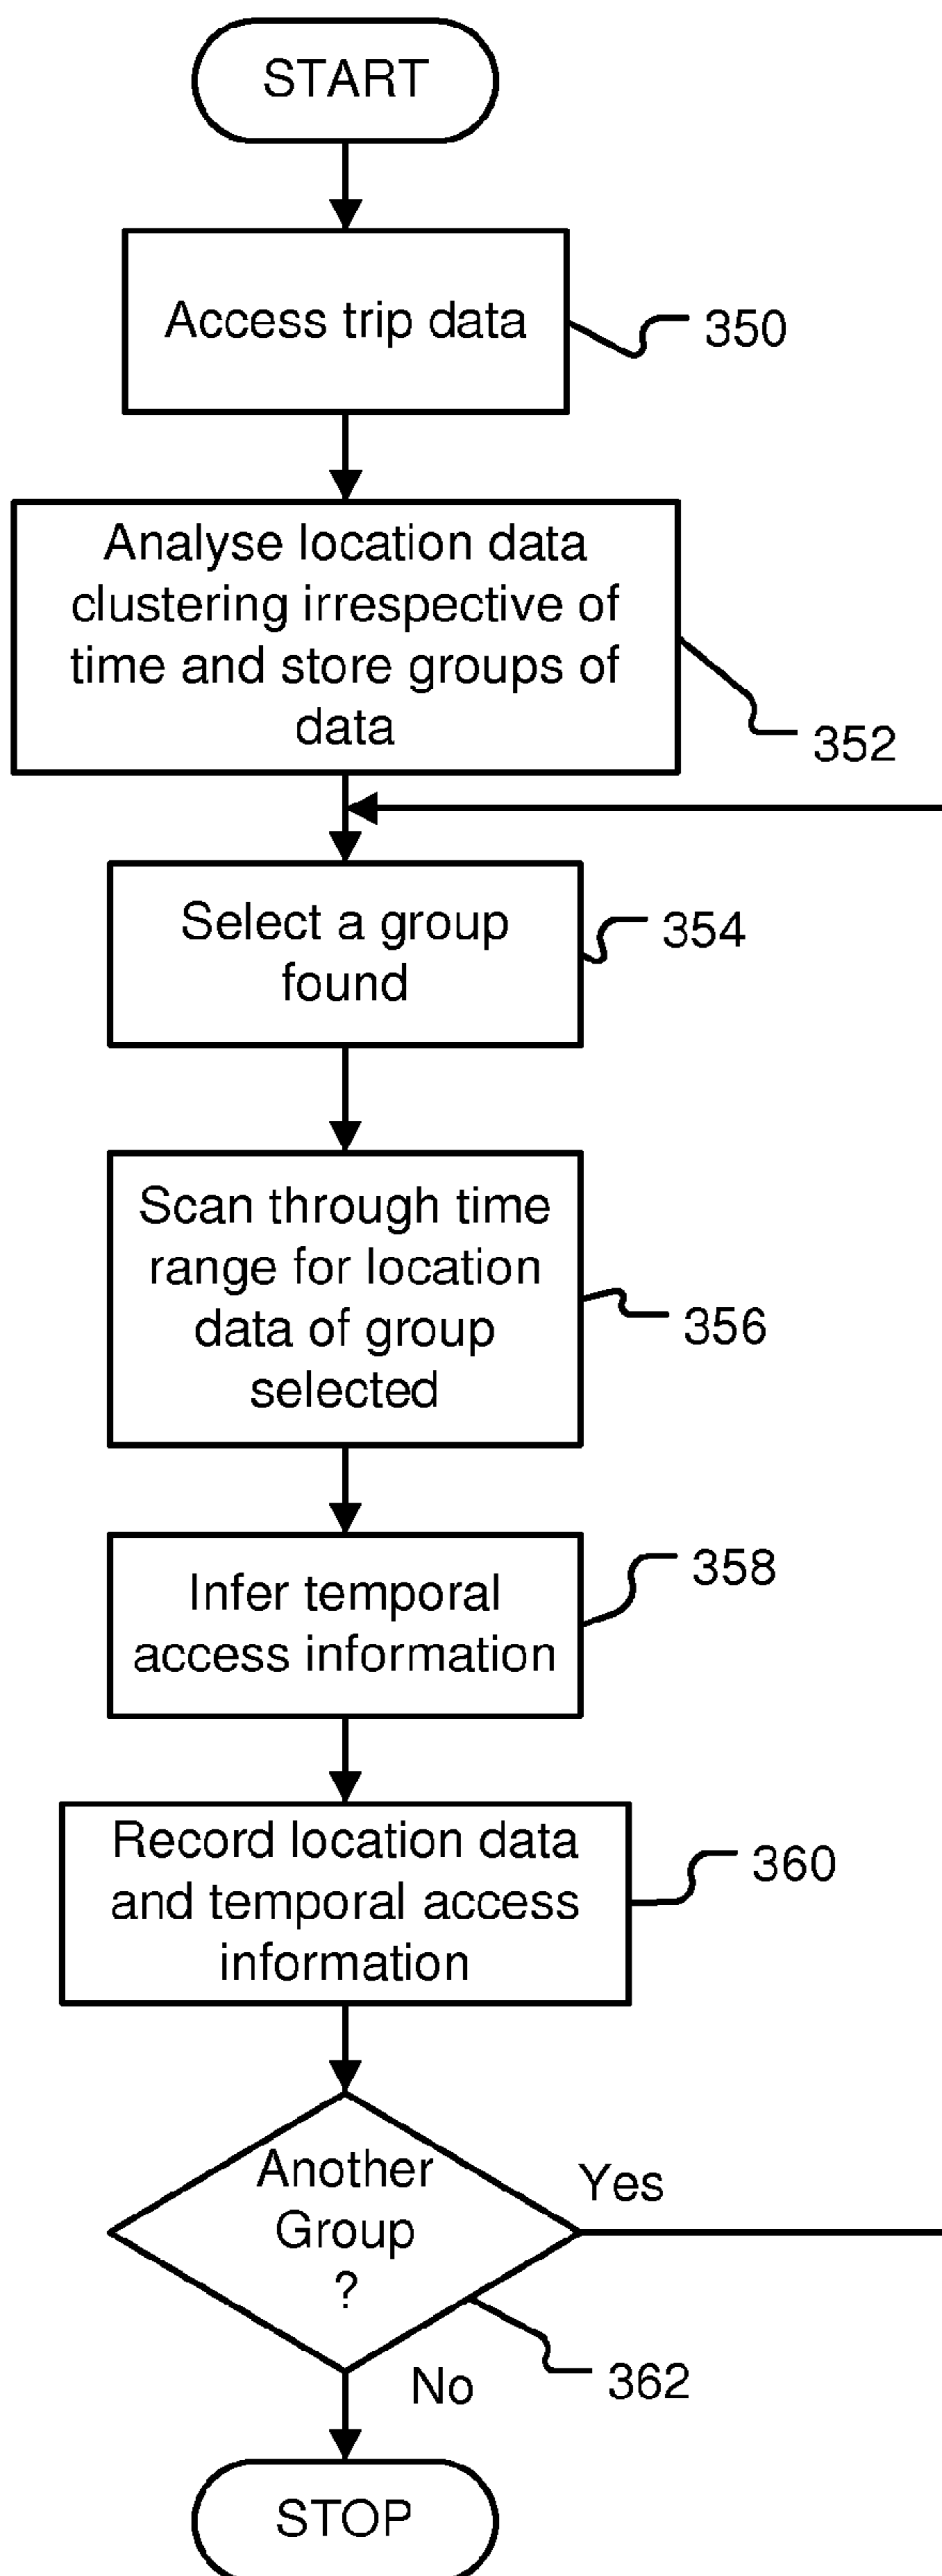 START
Access trip data
350
Analyse location data
clustering irrespective of
time and store groups of
data
352
Select a group
found
354
Scan through time
range for location
data of group
selected
356
Infer temporal
access information
358
Record location data
and temporal access
information
360
Another
Group
?
Yes
362
No
STOP